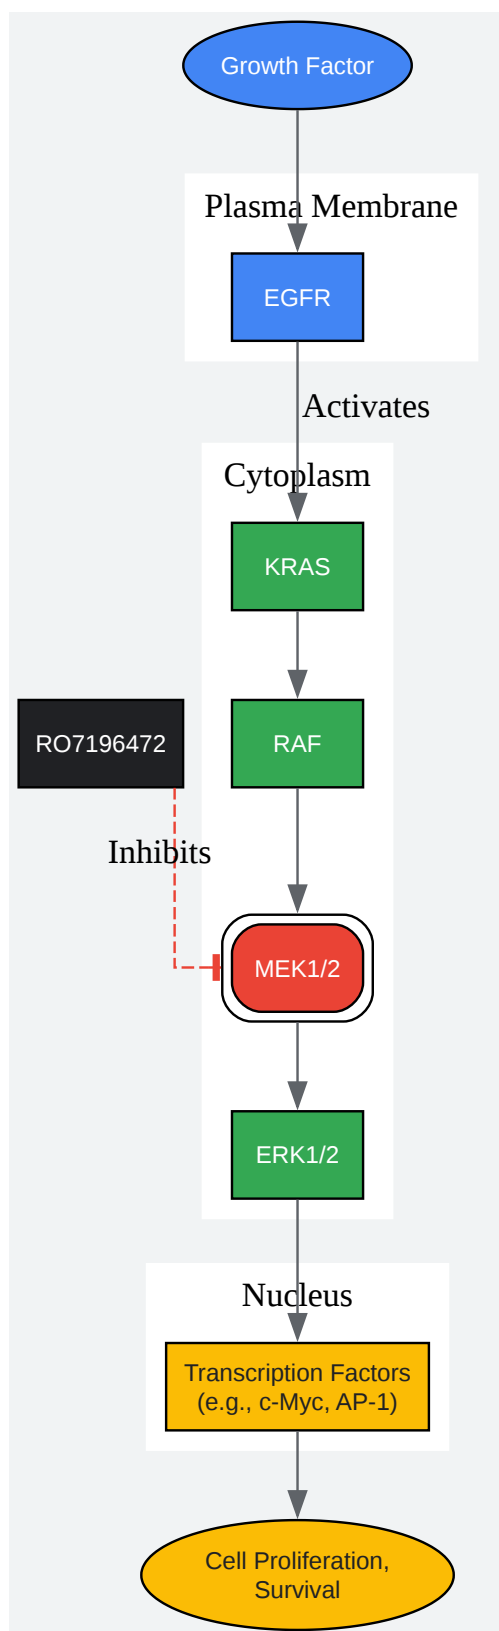 Growth Factor
Plasma Membrane
EGFR
Activates
Cytoplasm
KRAS
RO7196472
RAF
Inhibits
MEK1/2
ERK1/2
Nucleus
Transcription Factors
(e.g., c-Myc, AP-1)
Cell Proliferation,
Survival